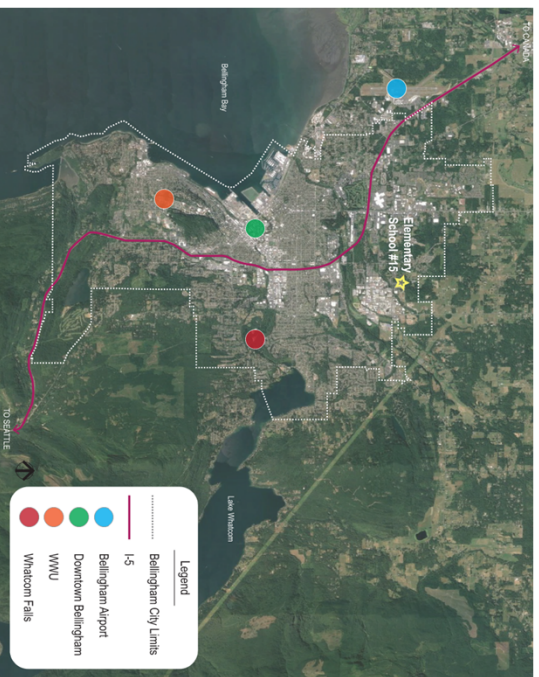 TO CANADA
Bellingham Bay
Elementary
School #15
Lake Whatcom
TO SEATTLE
Legend
Bellingham City Limits
I-5
Bellingham Airport
Downtown Bellingham
WWU
Whatcom Falls